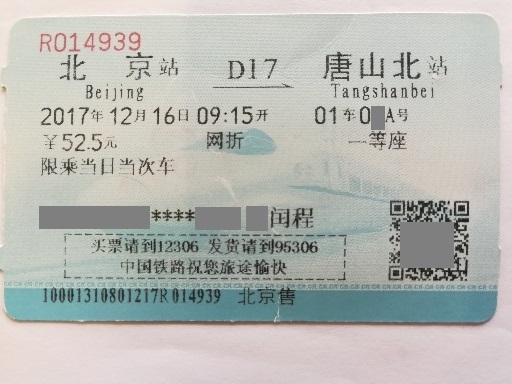 R014939
北京站 D17 唐山北站
Beijing Tangshanbei
2017年12月16日09:15开 01车0A号
￥52.5元 网折 一等座
限乘当日当次车
**** 闰程
买票请到12306 发货请到95306
中国铁路祝您旅途愉快
10001310801217R014939 北京售